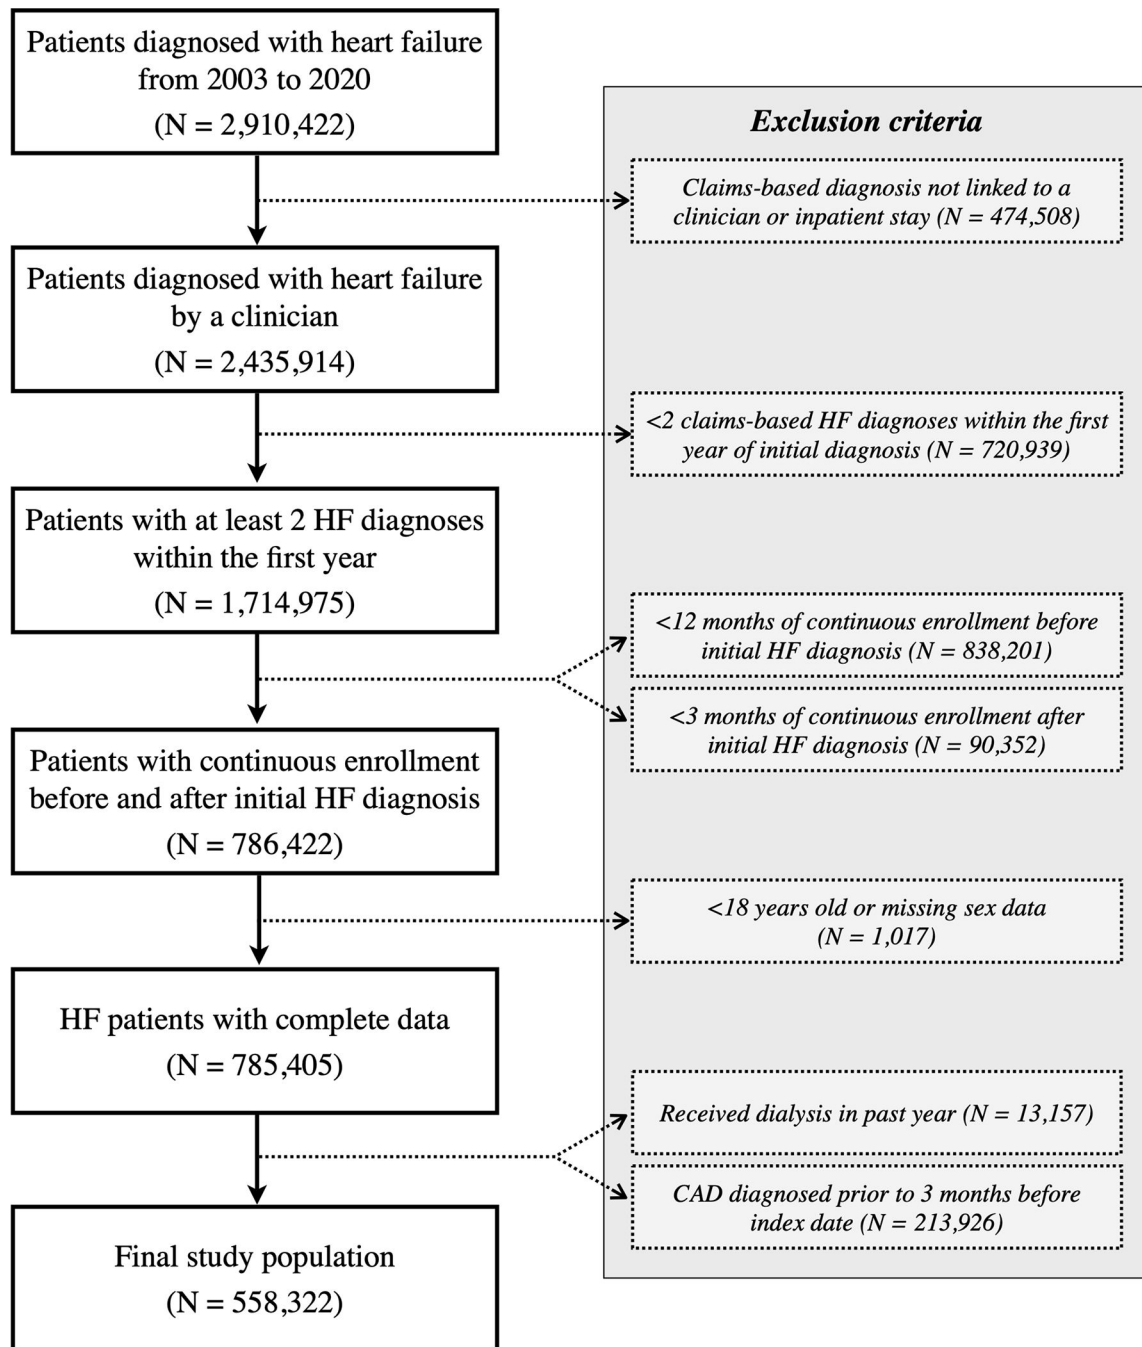 Patients diagnosed with heart failure
from 2003 to 2020
(N = 2,910,422)
Exclusion criteria
Claims-based diagnosis not linked to a
clinician or inpatient stay (N = 474,508)
Patients diagnosed with heart failure
by a clinician
(N = 2,435,914)
<2 claims-based HF diagnoses within the first
year of initial diagnosis (N = 720,939)
Patients with at least 2 HF diagnoses
within the first year
(N = 1,714,975)
<12 months of continuous enrollment before
initial HF diagnosis (N = 838,201)
<3 months of continuous enrollment after
initial HF diagnosis (N = 90,352)
Patients with continuous enrollment
before and after initial HF diagnosis
(N = 786,422)
<18 years old or missing sex data
(N = 1,017)
HF patients with complete data
(N = 785,405)
Received dialysis in past year (N = 13,157)
CAD diagnosed prior to 3 months before
index date (N = 213,926)
Final study population
(N = 558,322)